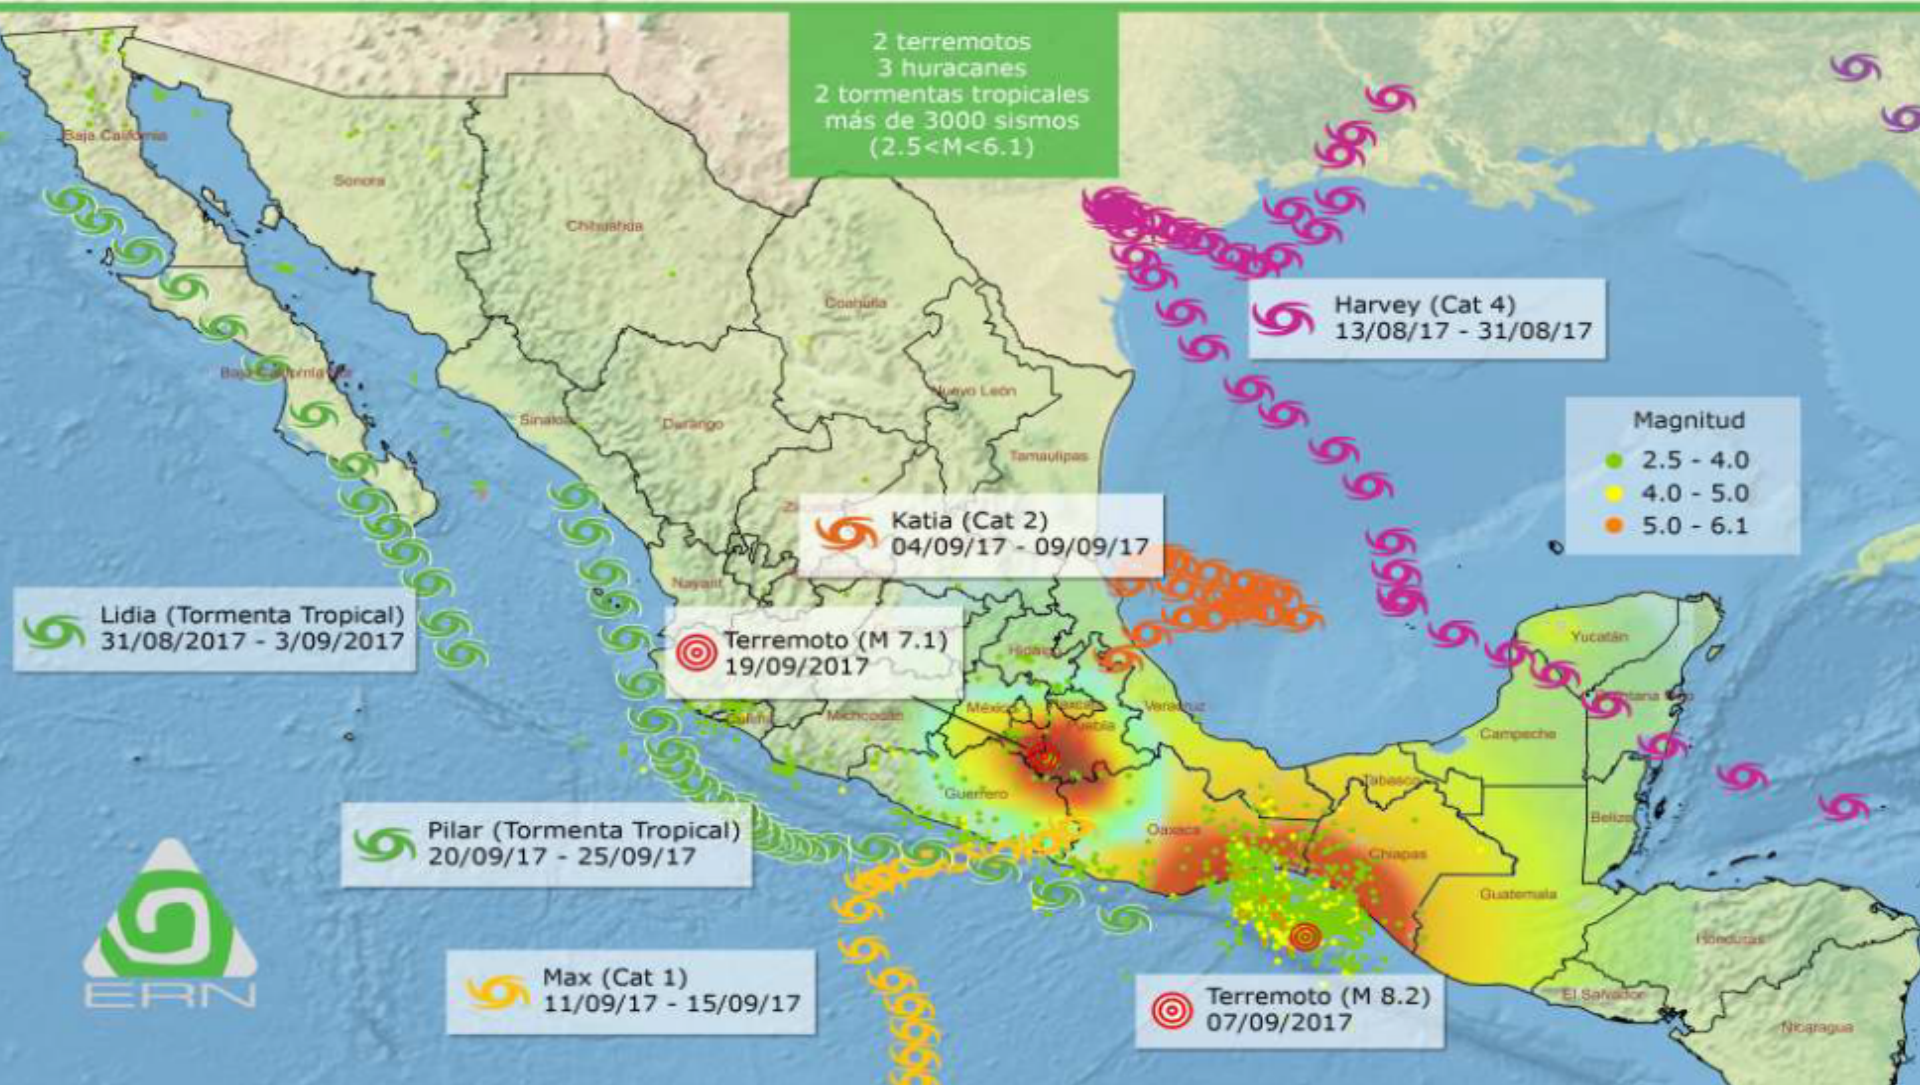 2 terremotos
3 huracanes
2 tormentas tropicales
más de 3000 sismos
(2.5<M<6.1)
Baja California
Sonora
Chihuahua
Coahuila
Harvey (Cat 4)
13/08/17 - 31/08/17
Nuevo León
Sinaloa
Durango
Tamaulipas
Magnitud
2.5 - 4.0
4.0 - 5.0
5.0 - 6.1
Katia (Cat 2)
04/09/17 - 09/09/17
Nayarit
Lidia (Tormenta Tropical)
31/08/2017 - 3/09/2017
Terremoto (M 7.1)
19/09/2017
Hidalgo
Yucatán
México
Puebla
Veracruz
Colima
Michoacán
Campeche
Tabasco
Guerrero
Belize
Oaxaca
Chiapas
Guatemala
Pilar (Tormenta Tropical)
20/09/17 - 25/09/17
Honduras
ERN
Max (Cat 1)
11/09/17 - 15/09/17
Terremoto (M 8.2)
07/09/2017
El Salvador
Nicaragua